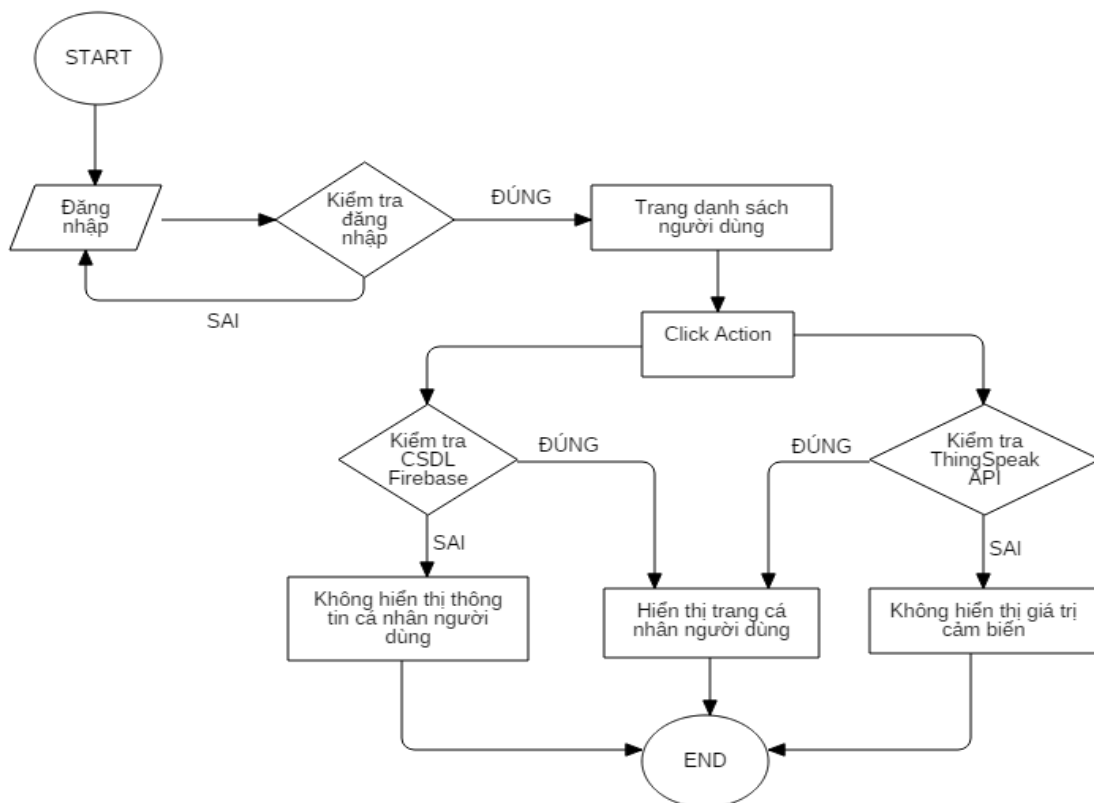 START
Đăng
nhập
Kiểm tra
đăng
nhập
ĐÚNG
Trang danh sách
người dùng
SAI
Click Action
Kiểm tra
CSDL
Firebase
ĐÚNG
ĐÚNG
Kiểm tra
ThingSpeak
API
SAI
SAI
Không hiển thị thông
tin cá nhân người
dùng
Hiển thị trang cá
nhân người dùng
Không hiển thị giá trị
cảm biến
END